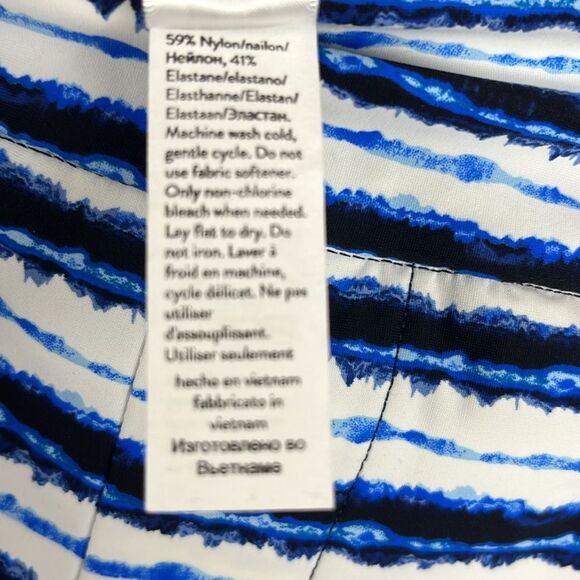 59% Nylon/nailon/
Нейлон, 41%
Elastane/elastano/
Elasthanne/Elastan/
Elastaan/Эластан.
Machine wash cold,
gentle cycle. Do not
use fabric softener.
Only non-chlorine
bleach when needed.
Lay flat to dry. Do
not iron. Laver à
froid en machine,
cycle délicat. Ne pas
utiliser
d'assouplissant.
Utiliser seulement
hecho en vietnam
fabbricato in
vietnam
Изготовлено во
Вьетнаме